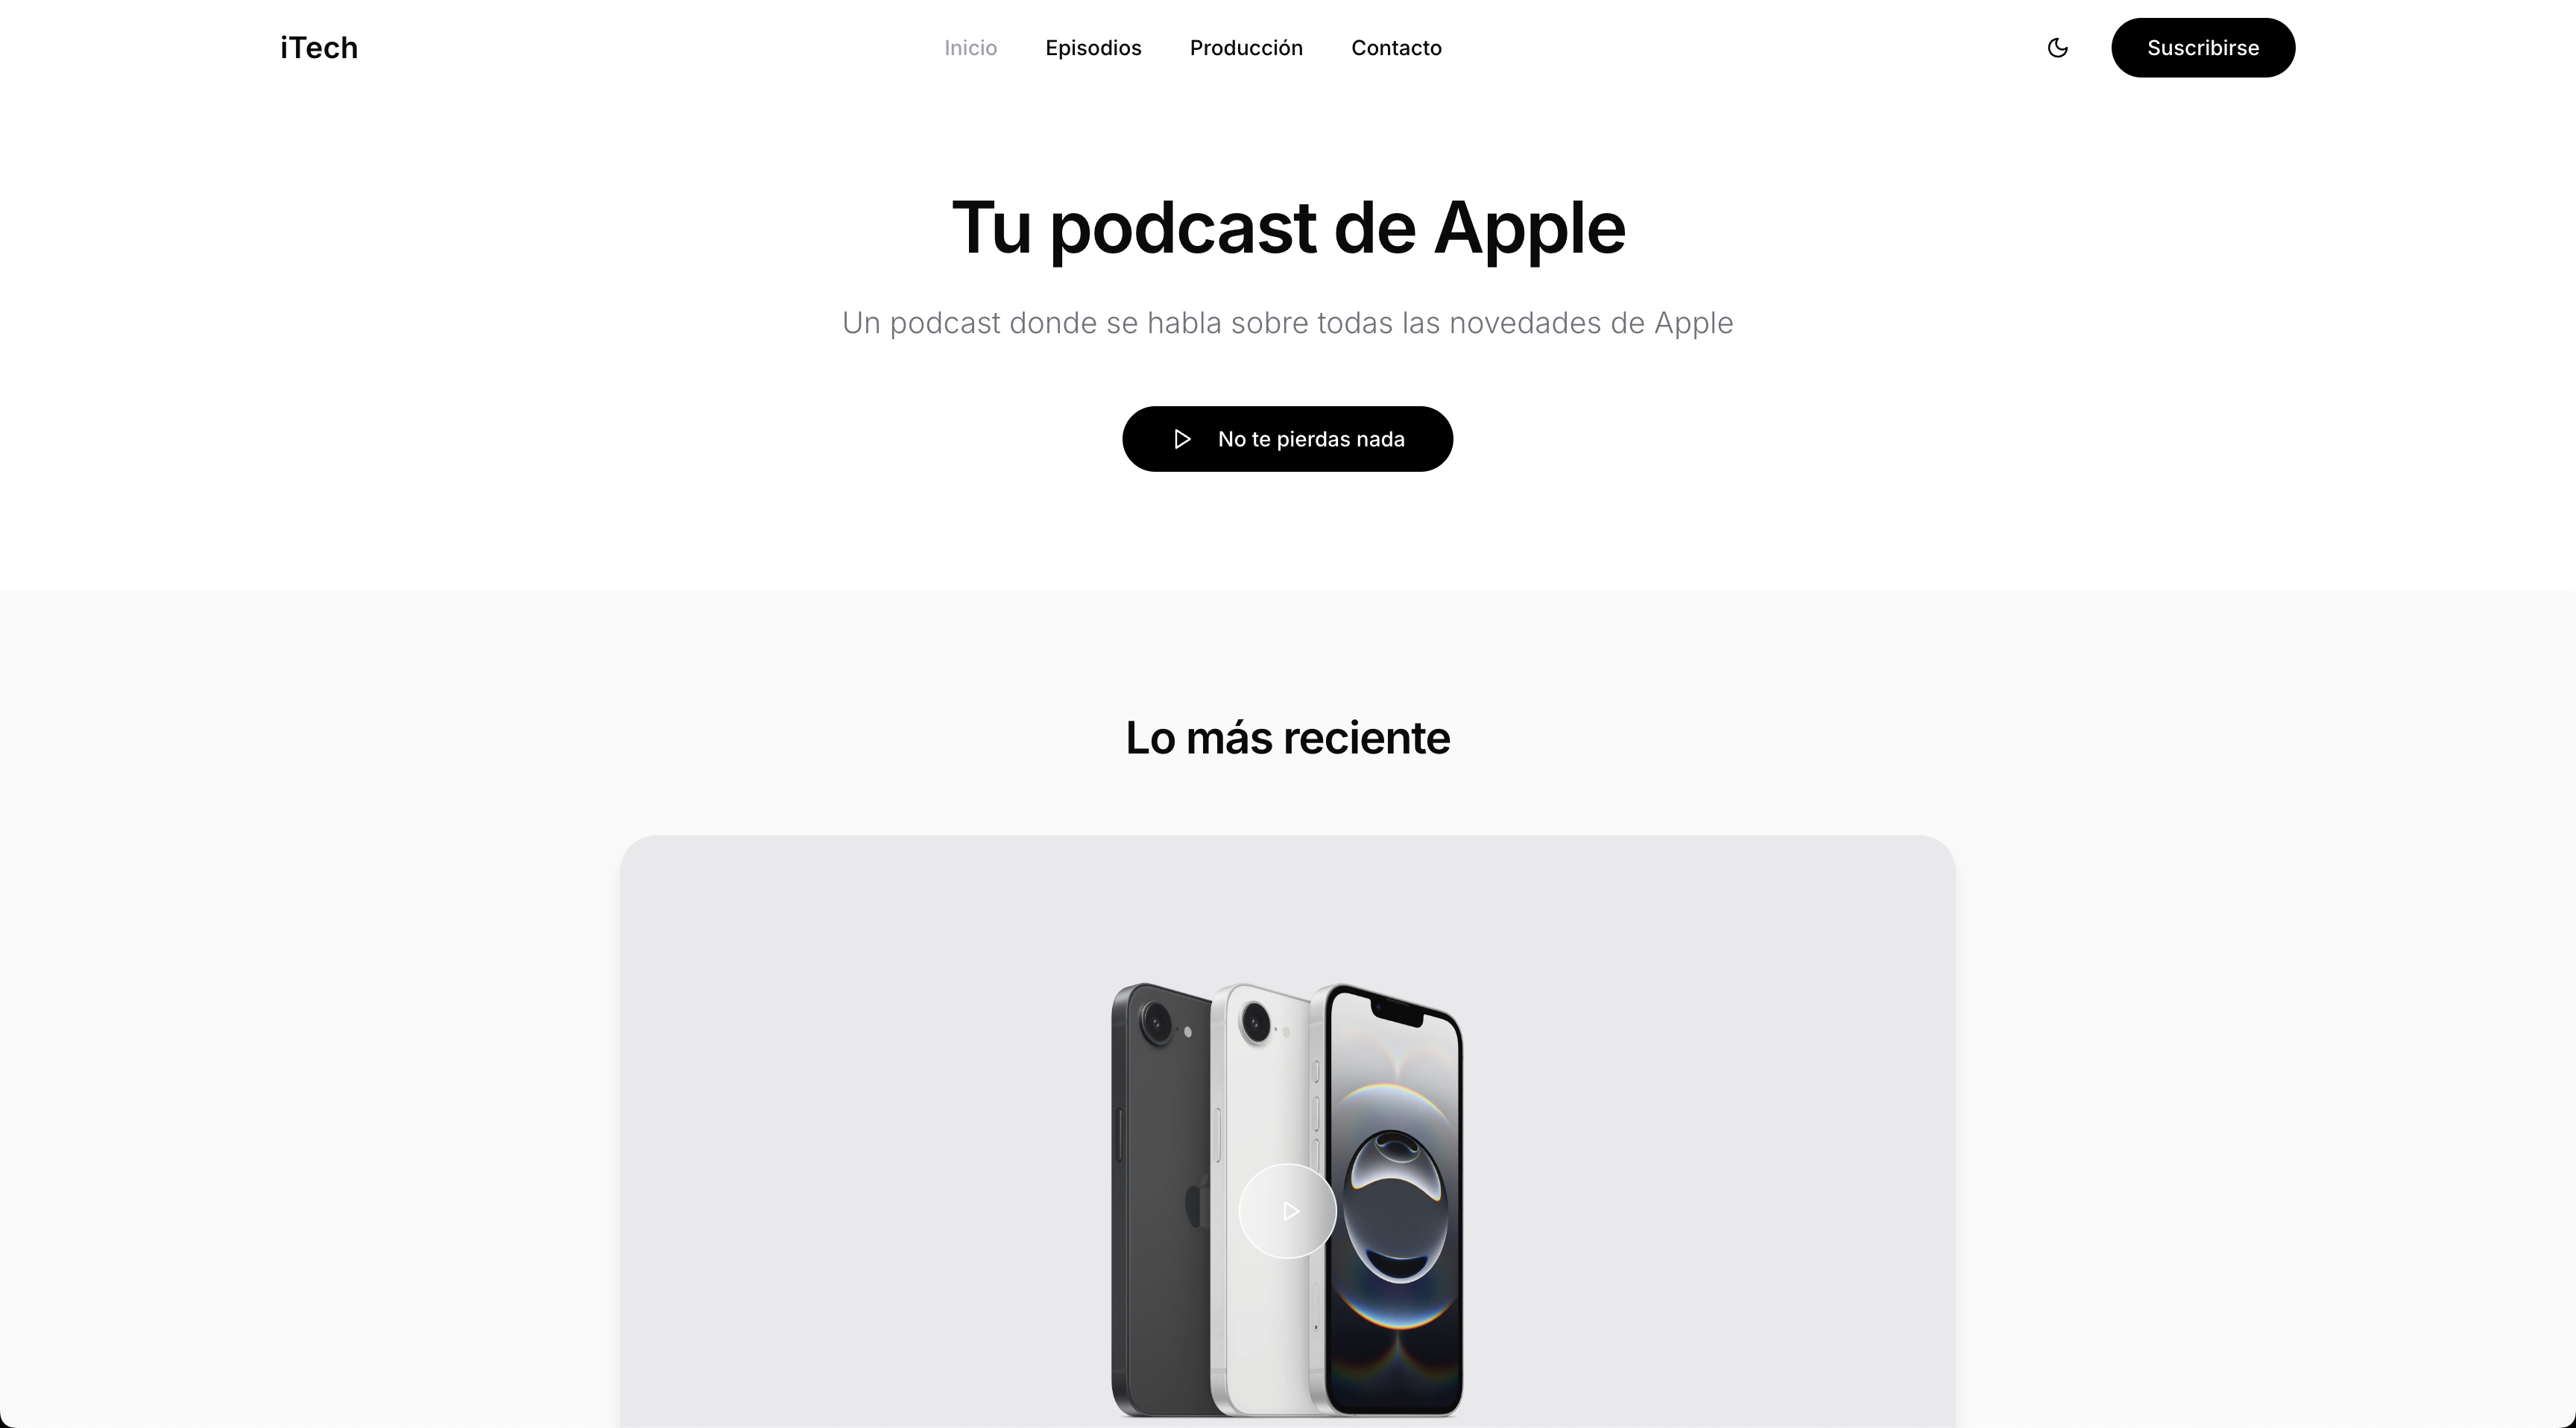 iTech
Inicio
Episodios
Producción
Contacto
Suscribirse
Tu podcast de Apple
Un podcast donde se habla sobre todas las novedades de Apple
No te pierdas nada
Lo más reciente